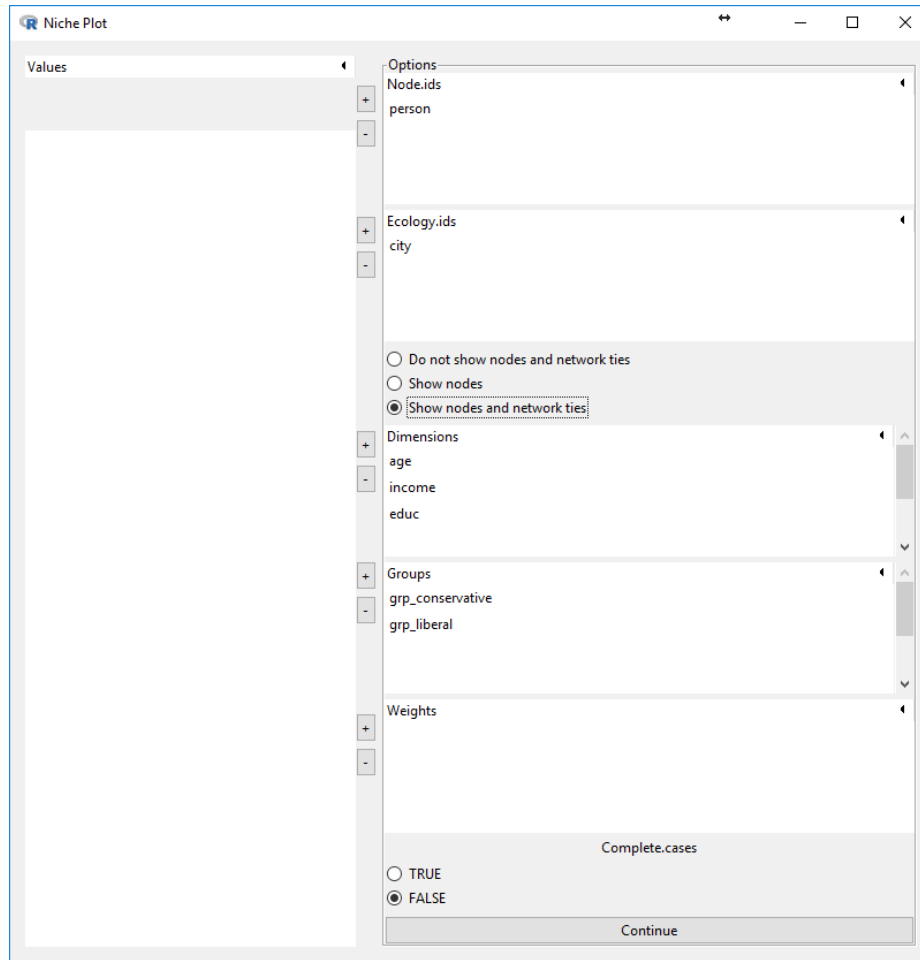 Niche Plot
Values
+
-
Options
Node.ids
person
+
-
Ecology.ids
city
Do not show nodes and network ties
Show nodes
Show nodes and network ties
+
-
Dimensions
age
income
educ
+
-
Groups
grp_conservative
grp_liberal
+
-
Weights
Complete.cases
TRUE
FALSE
Continue